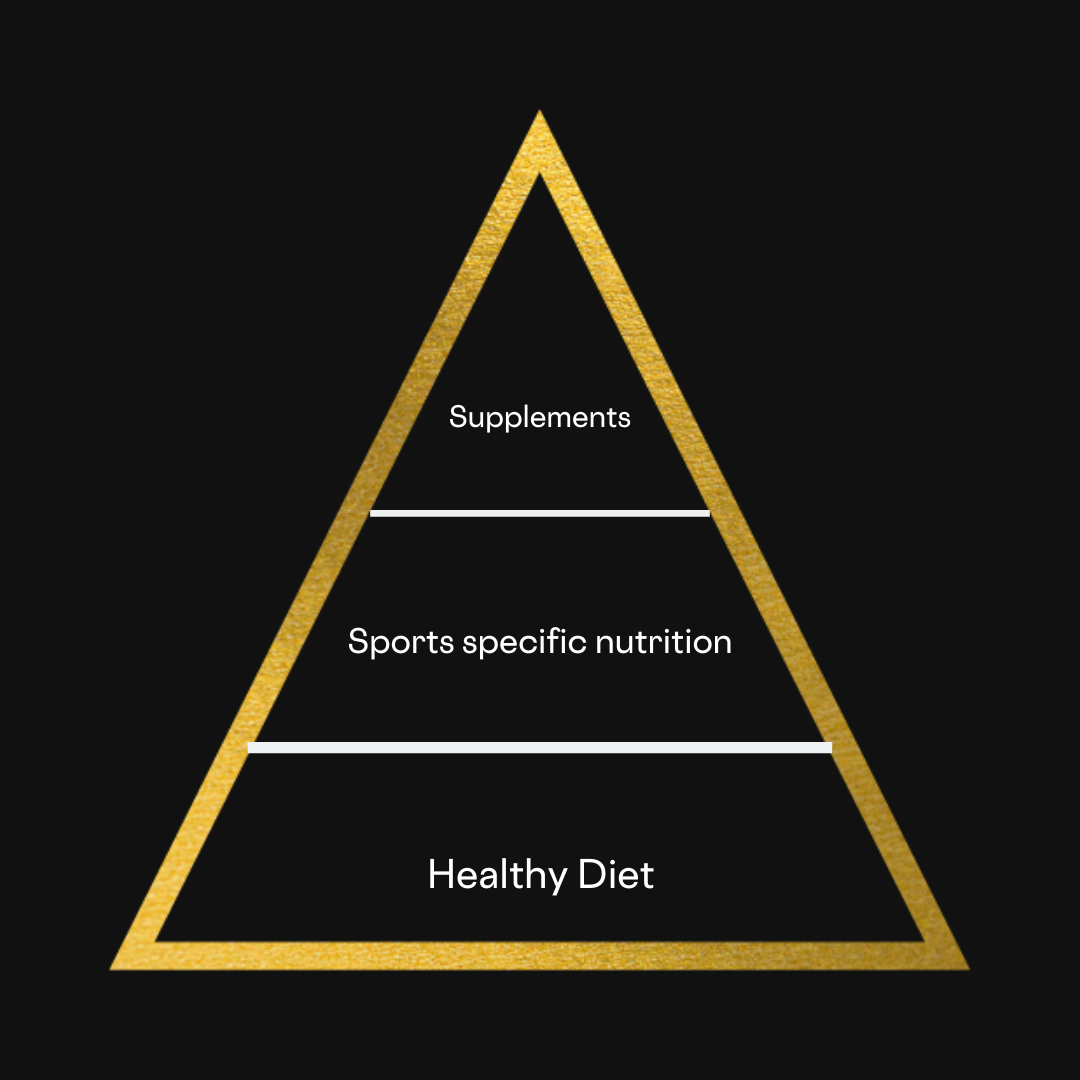 Supplements
Sports specific nutrition
Healthy Diet